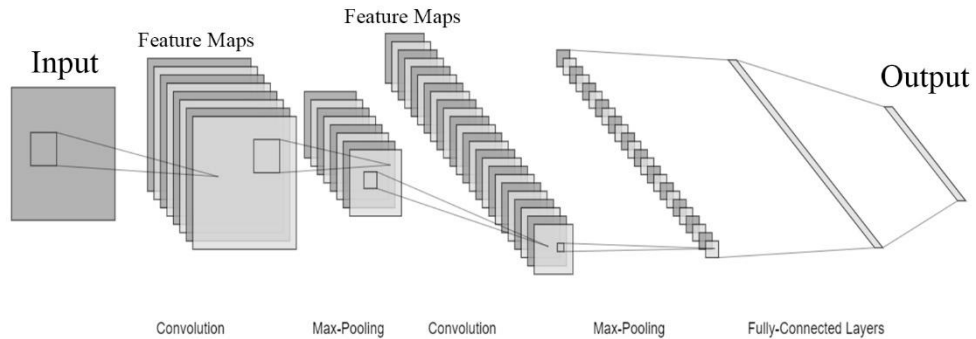 Feature Maps
Feature Maps
Input
Output
Convolution
Max-Pooling
Convolution
Max-Pooling
Fully-Connected Layers